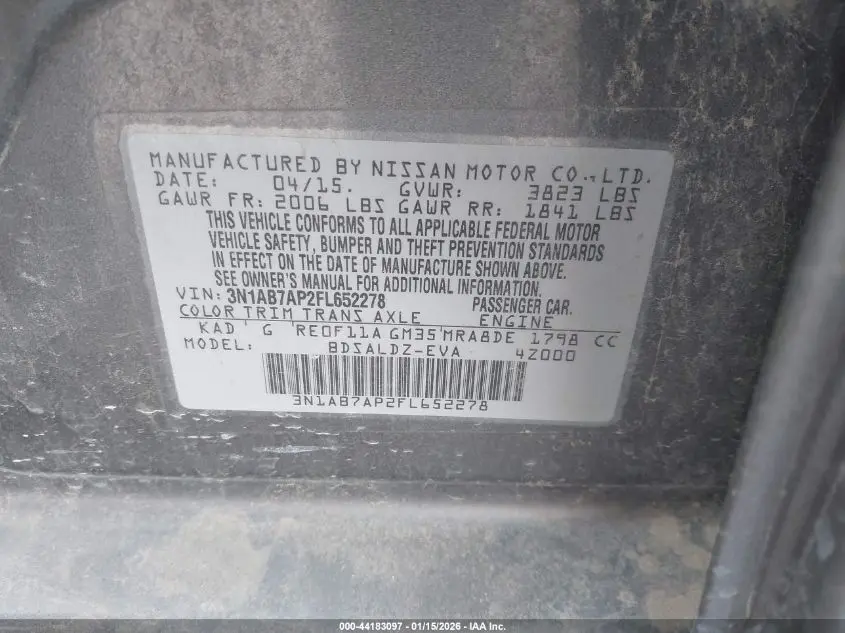 MANUFACTURED BY NISSAN MOTOR CO., LTD.
DATE: 04/15. GVWR: 3823 LBS
GAWR FR: 2006 LBS GAWR RR: 1841 LBS
THIS VEHICLE CONFORMS TO ALL APPLICABLE FEDERAL MOTOR
VEHICLE SAFETY, BUMPER AND THEFT PREVENTION STANDARDS
IN EFFECT ON THE DATE OF MANUFACTURE SHOWN ABOVE.
SEE OWNER'S MANUAL FOR ADDITIONAL INFORMATION.
VIN: 3N1AB7AP2FL652278 PASSENGER CAR.
COLOR TRIM TRANS AXLE ENGINE
KAD G RE0F11A GM35 MRA8DE 1798 CC
MODEL: BDSALDZ-EVA 4Z000
3N1AB7AP2FL652278
000-44183097 - 01/15/2026 - IAA Inc.